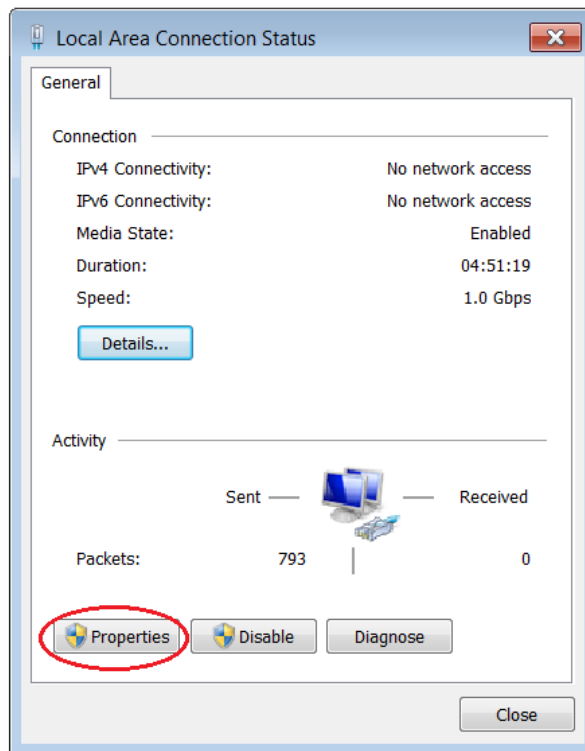 Local Area Connection Status
General
Connection
IPv4 Connectivity: No network access
IPv6 Connectivity: No network access
Media State: Enabled
Duration: 04:51:19
Speed: 1.0 Gbps
Details...
Activity
Sent Received
Packets: 793 0
Properties Disable Diagnose
Close